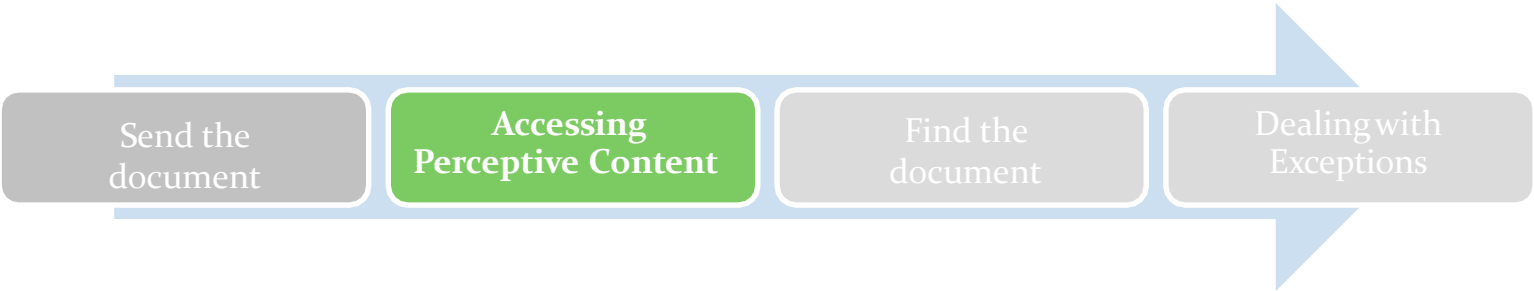 Send the
document
Accessing
Perceptive Content
Find the
document
Dealing with
Exceptions